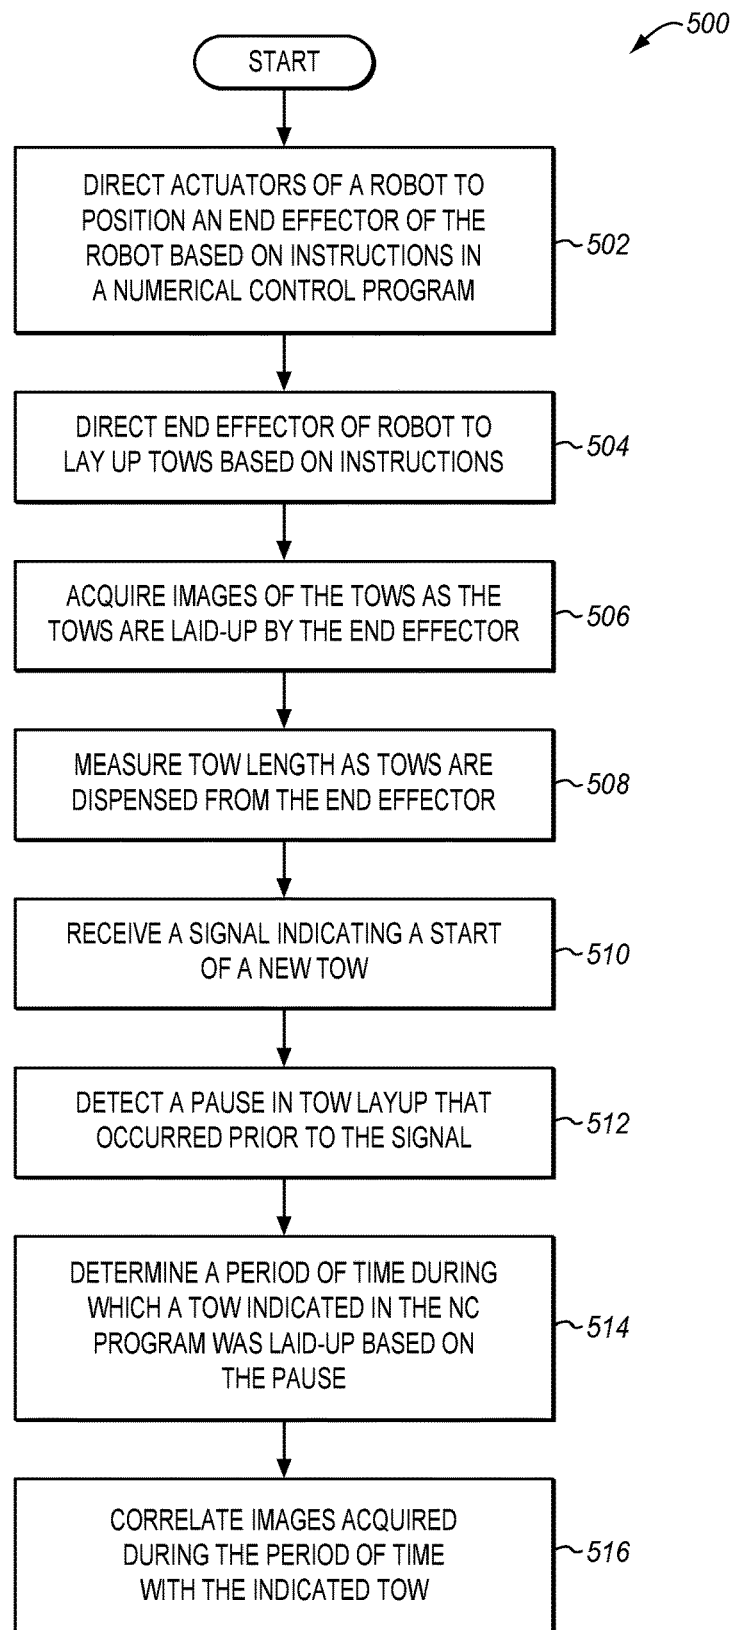 500
START
DIRECT ACTUATORS OF A ROBOT TO
POSITION AN END EFFECTOR OF THE
ROBOT BASED ON INSTRUCTIONS IN
A NUMERICAL CONTROL PROGRAM
502
DIRECT END EFFECTOR OF ROBOT TO
LAY UP TOWS BASED ON INSTRUCTIONS
504
ACQUIRE IMAGES OF THE TOWS AS THE
TOWS ARE LAID-UP BY THE END EFFECTOR
506
MEASURE TOW LENGTH AS TOWS ARE
DISPENSED FROM THE END EFFECTOR
508
RECEIVE A SIGNAL INDICATING A START
OF A NEW TOW
510
DETECT A PAUSE IN TOW LAYUP THAT
OCCURRED PRIOR TO THE SIGNAL
512
DETERMINE A PERIOD OF TIME DURING
WHICH A TOW INDICATED IN THE NC
PROGRAM WAS LAID-UP BASED ON
THE PAUSE
514
CORRELATE IMAGES ACQUIRED
DURING THE PERIOD OF TIME
WITH THE INDICATED TOW
516